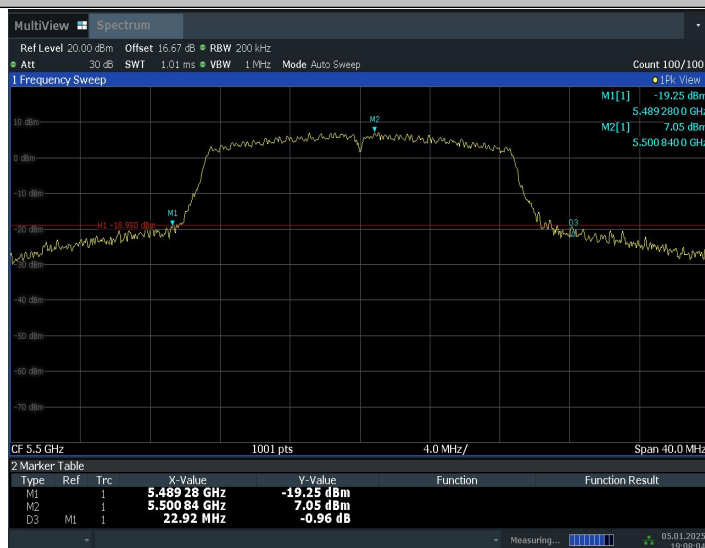 MultiView Spectrum
Ref Level 20.00 dBm Offset 16.67 dB RBW 200 kHz
Att 30 dB SWT 1.01 ms VBW 1 MHz Mode Auto Sweep Count 100/100
1 Frequency Sweep 1Pk View
M1[1] -19.25 dBm
5.489 280 0 GHz
M2[1] 7.05 dBm
5.500 840 0 GHz
M2
10 dBm
0 dBm
-10 dBm
M1
H1 -18.950 dBm
D3
-20 dBm
-30 dBm
-40 dBm
-50 dBm
-60 dBm
-70 dBm
CF 5.5 GHz 1001 pts 4.0 MHz/ Span 40.0 MHz
2 Marker Table
Type Ref Trc X-Value Y-Value Function Function Result
M1 1 5.489 28 GHz -19.25 dBm
M2 1 5.500 84 GHz 7.05 dBm
D3 M1 1 22.92 MHz -0.96 dB
Measuring... 05.01.2025
19:08:04